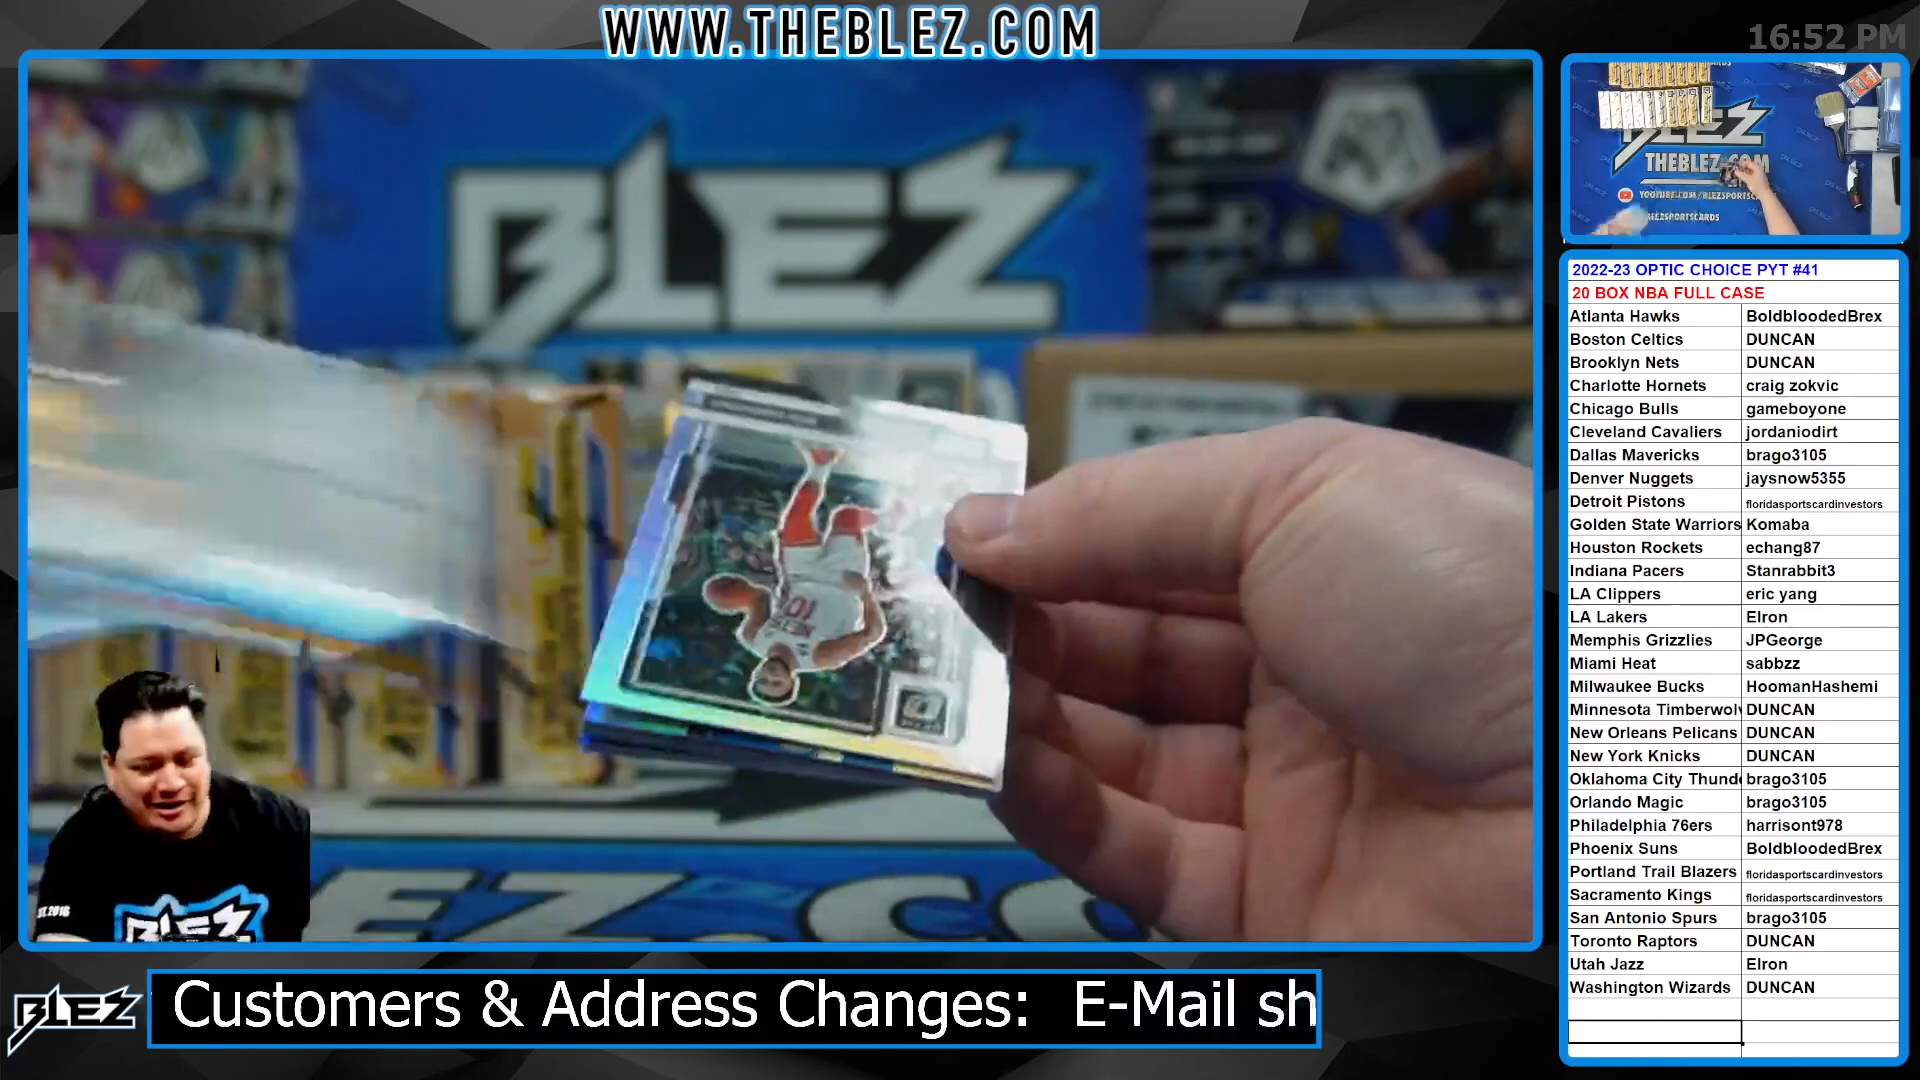 WWW.THEBLEZ.COM
16:52 PM
BLEZ
BLEZ
THEBLEZ.COM
2022-23 OPTIC CHOICE PYT #41
20 BOX NBA FULL CASE
Atlanta Hawks BoldbloodedBrex
Boston Celtics DUNCAN
Brooklyn Nets DUNCAN
Charlotte Hornets craig zokvic
Chicago Bulls gameboyone
Cleveland Cavaliers jordaniodirt
Dallas Mavericks brago3105
Denver Nuggets jaysnow5355
Detroit Pistons floridasportscardinvestors
Golden State Warriors Komaba
Houston Rockets echang87
Indiana Pacers Stanrabbit3
LA Clippers eric yang
LA Lakers Elron
Memphis Grizzlies JPGeorge
Miami Heat sabbzz
Milwaukee Bucks HoomanHashemi
Minnesota Timberwolv DUNCAN
New Orleans Pelicans DUNCAN
New York Knicks DUNCAN
Oklahoma City Thunde brago3105
Orlando Magic brago3105
Philadelphia 76ers harrisont978
Phoenix Suns BoldbloodedBrex
Portland Trail Blazers floridasportscardinvestors
Sacramento Kings floridasportscardinvestors
San Antonio Spurs brago3105
Toronto Raptors DUNCAN
Utah Jazz Elron
Washington Wizards DUNCAN
10
BLEZ
BLEZ
Customers & Address Changes: E-Mail sh